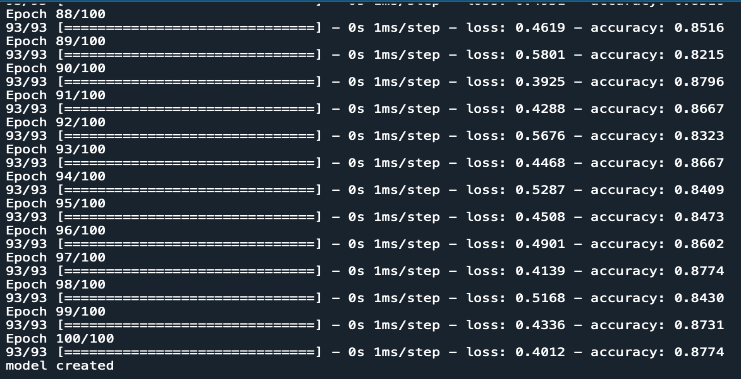 Epoch 88/100
93/93 [==============================] - 0s 1ms/step - loss: 0.4619 - accuracy: 0.8516
Epoch 89/100
93/93 [==============================] - 0s 1ms/step - loss: 0.5801 - accuracy: 0.8215
Epoch 90/100
93/93 [==============================] - 0s 1ms/step - loss: 0.3925 - accuracy: 0.8796
Epoch 91/100
93/93 [==============================] - 0s 1ms/step - loss: 0.4288 - accuracy: 0.8667
Epoch 92/100
93/93 [==============================] - 0s 1ms/step - loss: 0.5676 - accuracy: 0.8323
Epoch 93/100
93/93 [==============================] - 0s 1ms/step - loss: 0.4468 - accuracy: 0.8667
Epoch 94/100
93/93 [==============================] - 0s 1ms/step - loss: 0.5287 - accuracy: 0.8409
Epoch 95/100
93/93 [==============================] - 0s 1ms/step - loss: 0.4508 - accuracy: 0.8473
Epoch 96/100
93/93 [==============================] - 0s 1ms/step - loss: 0.4901 - accuracy: 0.8602
Epoch 97/100
93/93 [==============================] - 0s 1ms/step - loss: 0.4139 - accuracy: 0.8774
Epoch 98/100
93/93 [==============================] - 0s 1ms/step - loss: 0.5168 - accuracy: 0.8430
Epoch 99/100
93/93 [==============================] - 0s 1ms/step - loss: 0.4336 - accuracy: 0.8731
Epoch 100/100
93/93 [==============================] - 0s 1ms/step - loss: 0.4012 - accuracy: 0.8774
model created